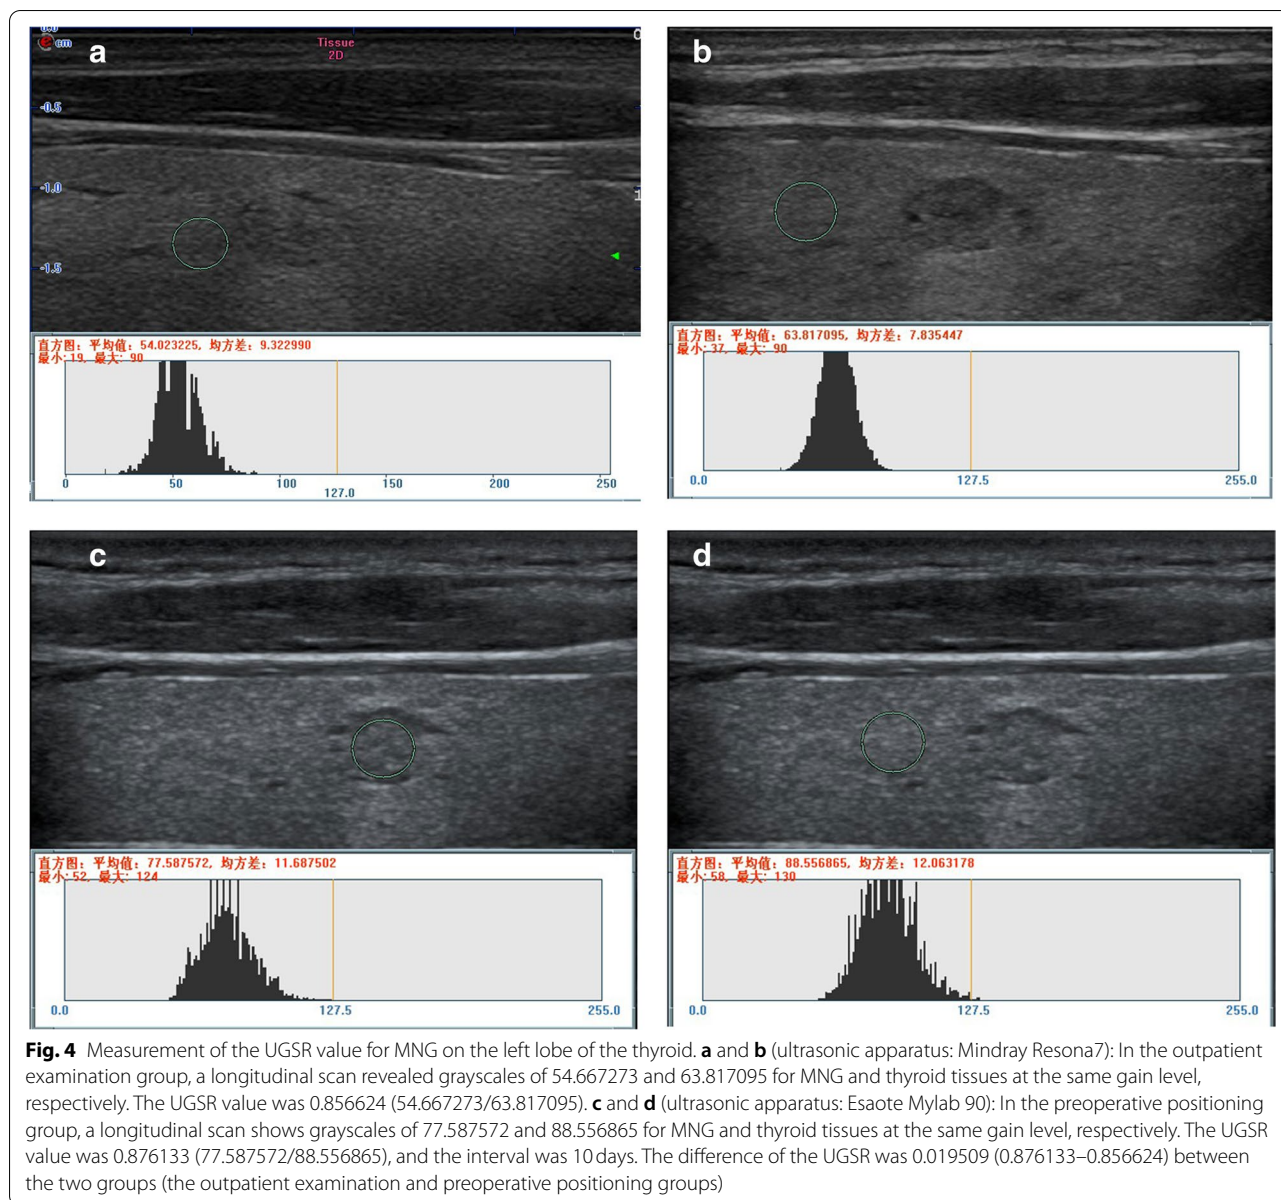 0.0
cm
a
Tissue
2D
0
-0.5
-1.0
1
-1.5
直方图: 平均值: 54.023225, 均方差: 9.322990
最小: 19, 最大: 90
0 50 100 150 200 250
127.0
b
直方图: 平均值: 63.817095, 均方差: 7.835447
最小: 37, 最大: 90
0.0 127.5 255.0
c
直方图: 平均值: 77.587572, 均方差: 11.687502
最小: 52, 最大: 124
0.0 127.5 255.0
d
直方图: 平均值: 88.556865, 均方差: 12.063178
最小: 58, 最大: 130
0.0 127.5 255.0
Fig. 4 Measurement of the UGSR value for MNG on the left lobe of the thyroid. a and b (ultrasonic apparatus: Mindray Resona7): In the outpatient
examination group, a longitudinal scan revealed grayscales of 54.667273 and 63.817095 for MNG and thyroid tissues at the same gain level,
respectively. The UGSR value was 0.856624 (54.667273/63.817095). c and d (ultrasonic apparatus: Esaote Mylab 90): In the preoperative positioning
group, a longitudinal scan shows grayscales of 77.587572 and 88.556865 for MNG and thyroid tissues at the same gain level, respectively. The UGSR
value was 0.876133 (77.587572/88.556865), and the interval was 10 days. The difference of the UGSR was 0.019509 (0.876133–0.856624) between
the two groups (the outpatient examination and preoperative positioning groups)